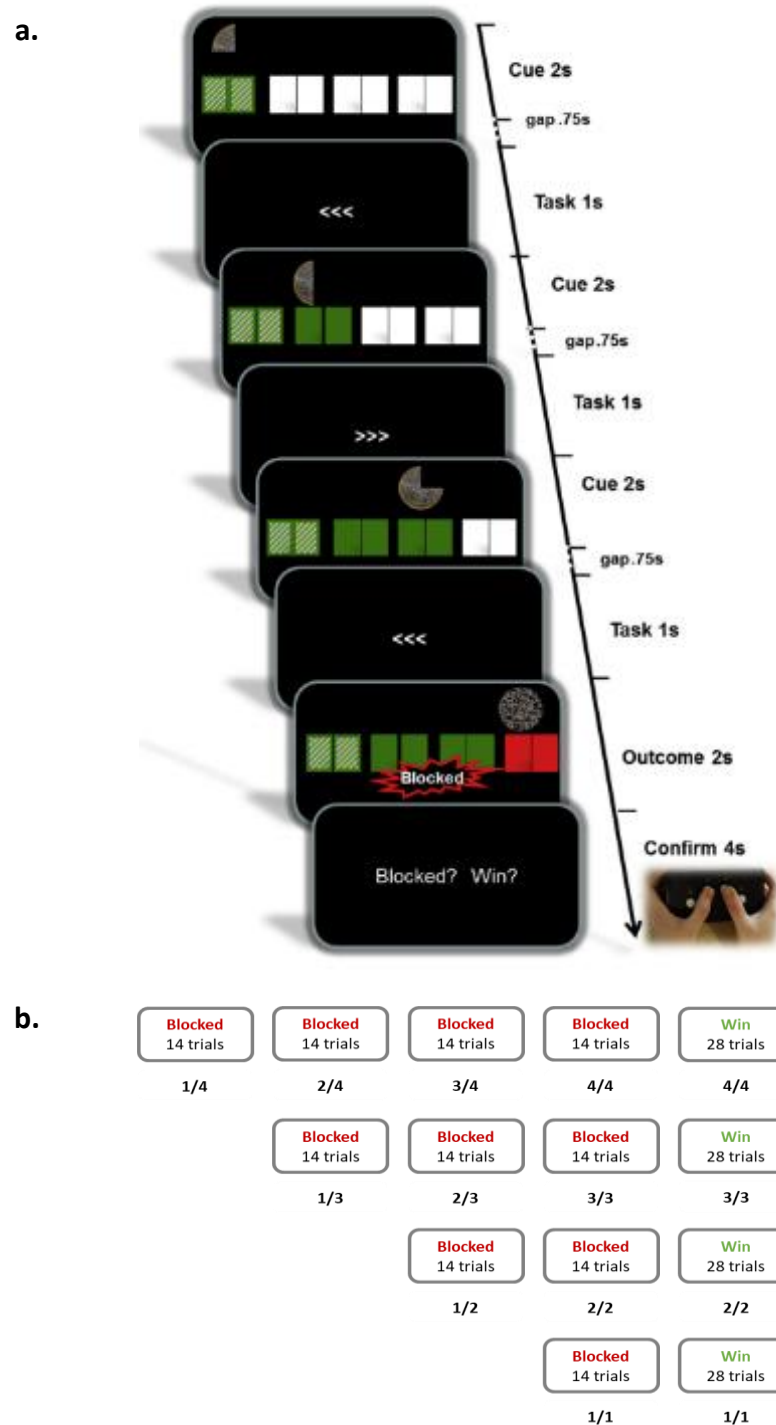 a.
Cue 2s
gap .75s
<<<
Task 1s
Cue 2s
gap.75s
>>>
Task 1s
Cue 2s
gap.75s
<<<
Task 1s
Blocked
Outcome 2s
Confirm 4s
Blocked? Win?
b.
Blocked Blocked Blocked Blocked Win
14 trials 14 trials 14 trials 14 trials 28 trials
1/4 2/4 3/4 4/4 4/4
Blocked Blocked Blocked Win
14 trials 14 trials 14 trials 28 trials
1/3 2/3 3/3 3/3
Blocked Blocked Win
14 trials 14 trials 28 trials
1/2 2/2 2/2
Blocked Win
14 trials 28 trials
1/1 1/1